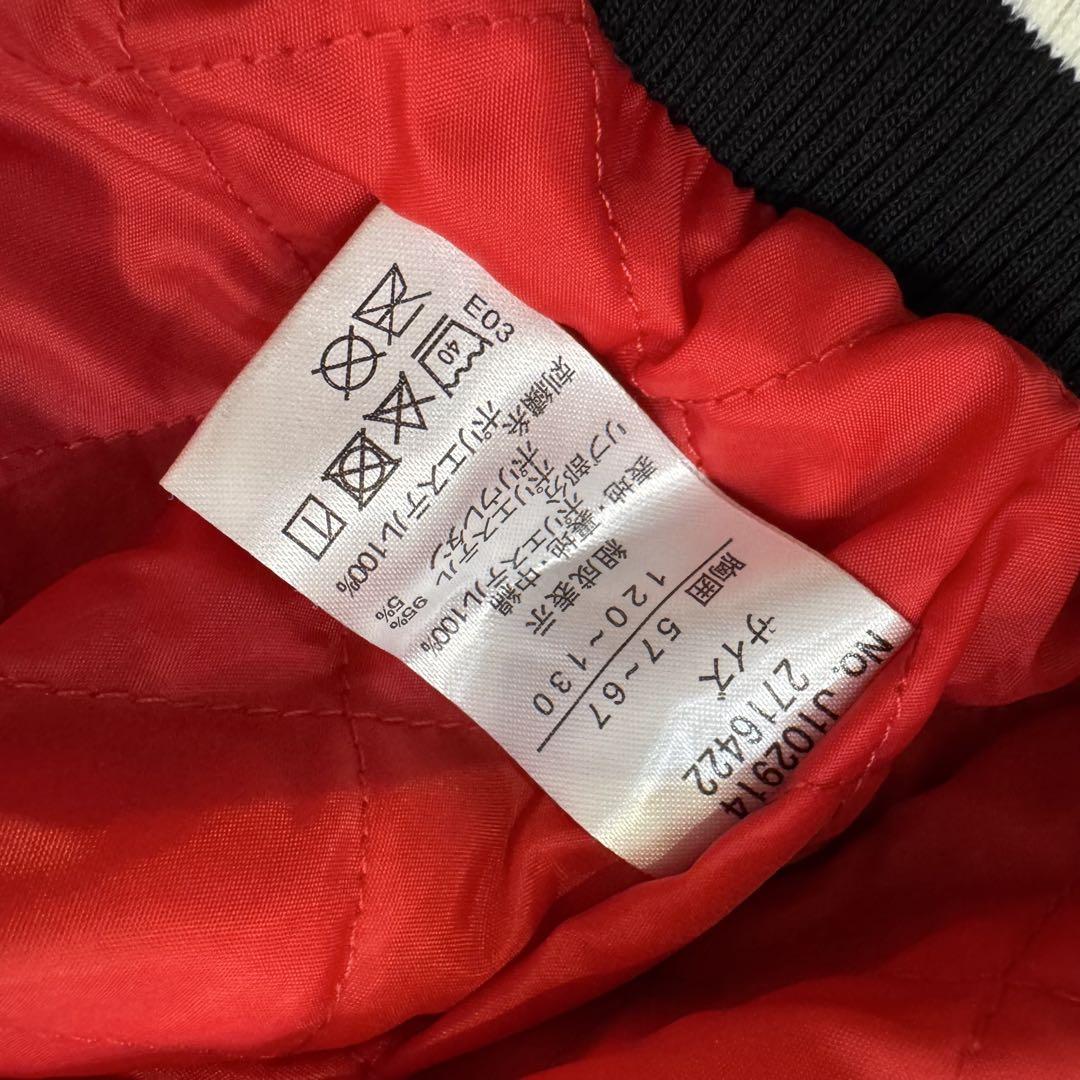 No. J102914
2716422
サイズ
胸囲 57~67
120~130
組成表示
表地・裏地・中綿
ポリエステル100%
リブ部分 ポリエステル 95%
ポリウレタン 5%
刺繍糸 ポリエステル100%
E03
40